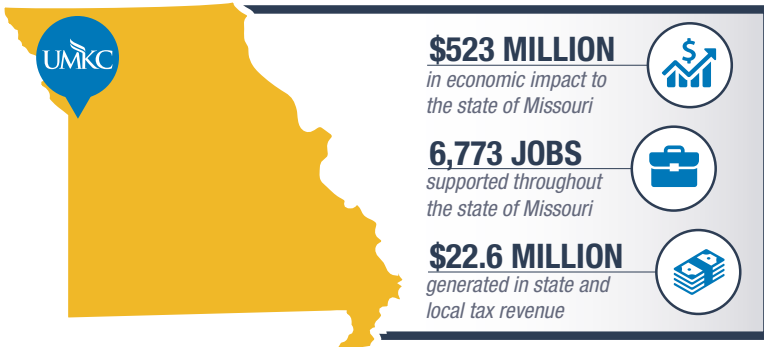 UMKC
$523 MILLION
in economic impact to
the state of Missouri
$
6,773 JOBS
supported throughout
the state of Missouri
$22.6 MILLION
generated in state and
local tax revenue